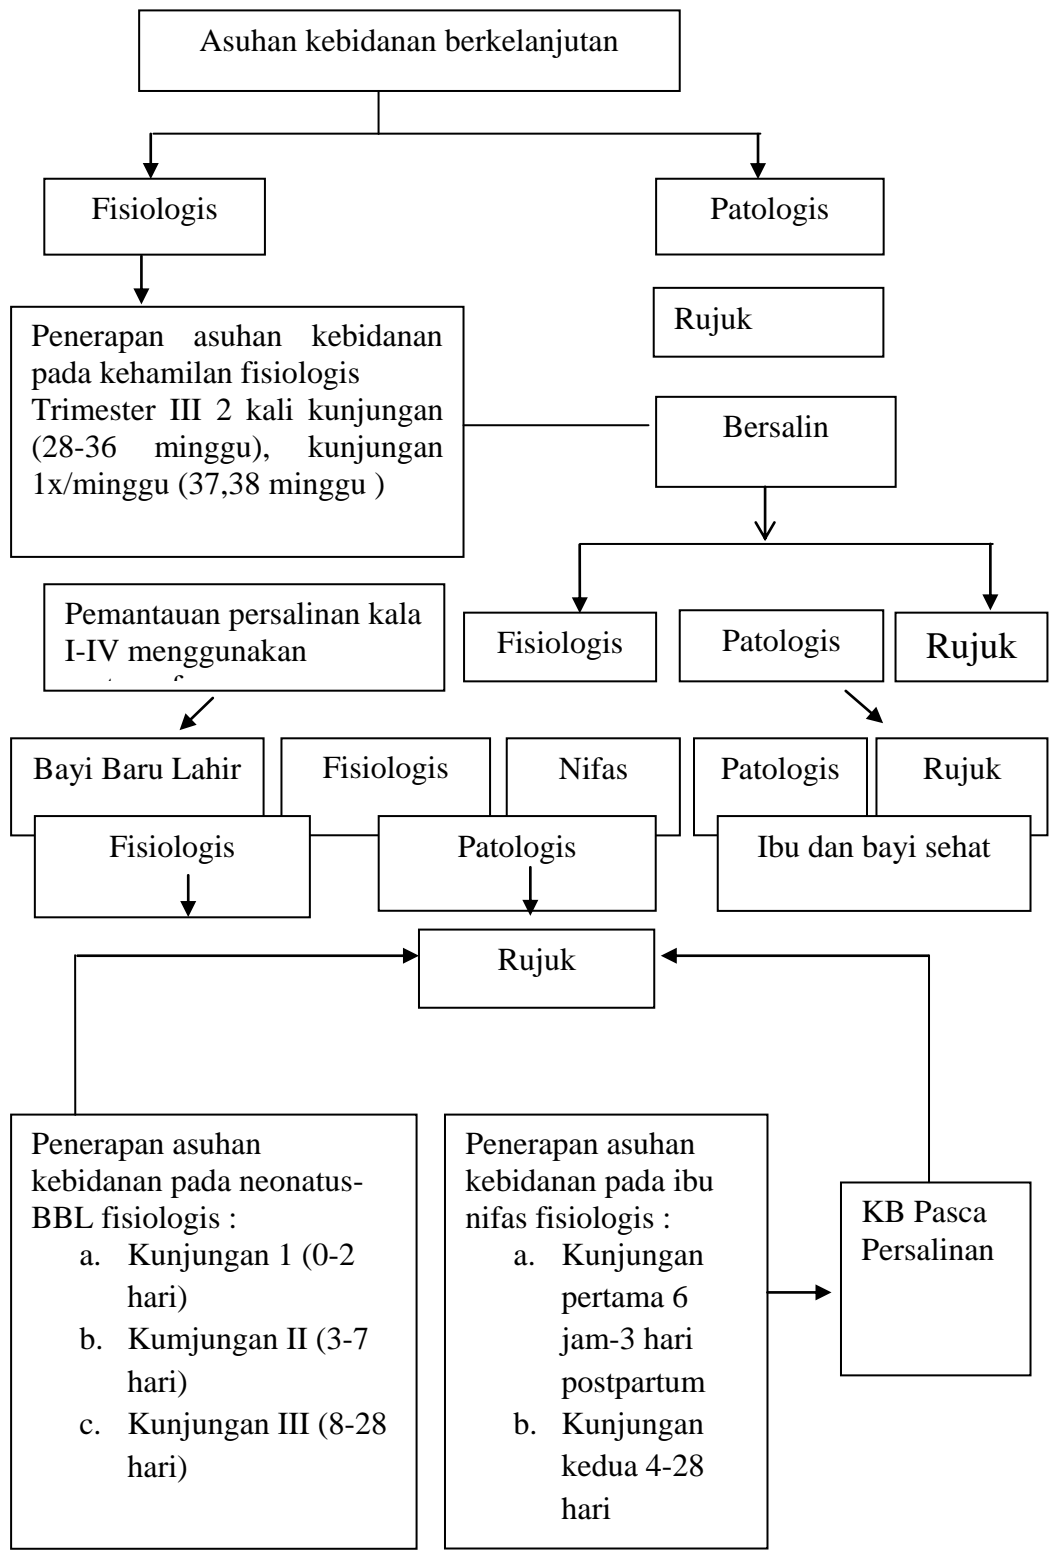 Asuhan kebidanan berkelanjutan
Fisiologis
Patologis
Rujuk
Penerapan asuhan kebidanan
pada kehamilan fisiologis
Trimester III 2 kali kunjungan
(28-36 minggu), kunjungan
1x/minggu (37,38 minggu )
Bersalin
Pemantauan persalinan kala
I-IV menggunakan
Fisiologis
Patologis
Rujuk
Bayi Baru Lahir
Fisiologis
Nifas
Patologis
Rujuk
Fisiologis
Patologis
Ibu dan bayi sehat
Rujuk
Penerapan asuhan
kebidanan pada neonatus-
BBL fisiologis :
a. Kunjungan 1 (0-2
hari)
b. Kumjungan II (3-7
hari)
c. Kunjungan III (8-28
hari)
Penerapan asuhan
kebidanan pada ibu
nifas fisiologis :
a. Kunjungan
pertama 6
jam-3 hari
postpartum
b. Kunjungan
kedua 4-28
hari
KB Pasca
Persalinan